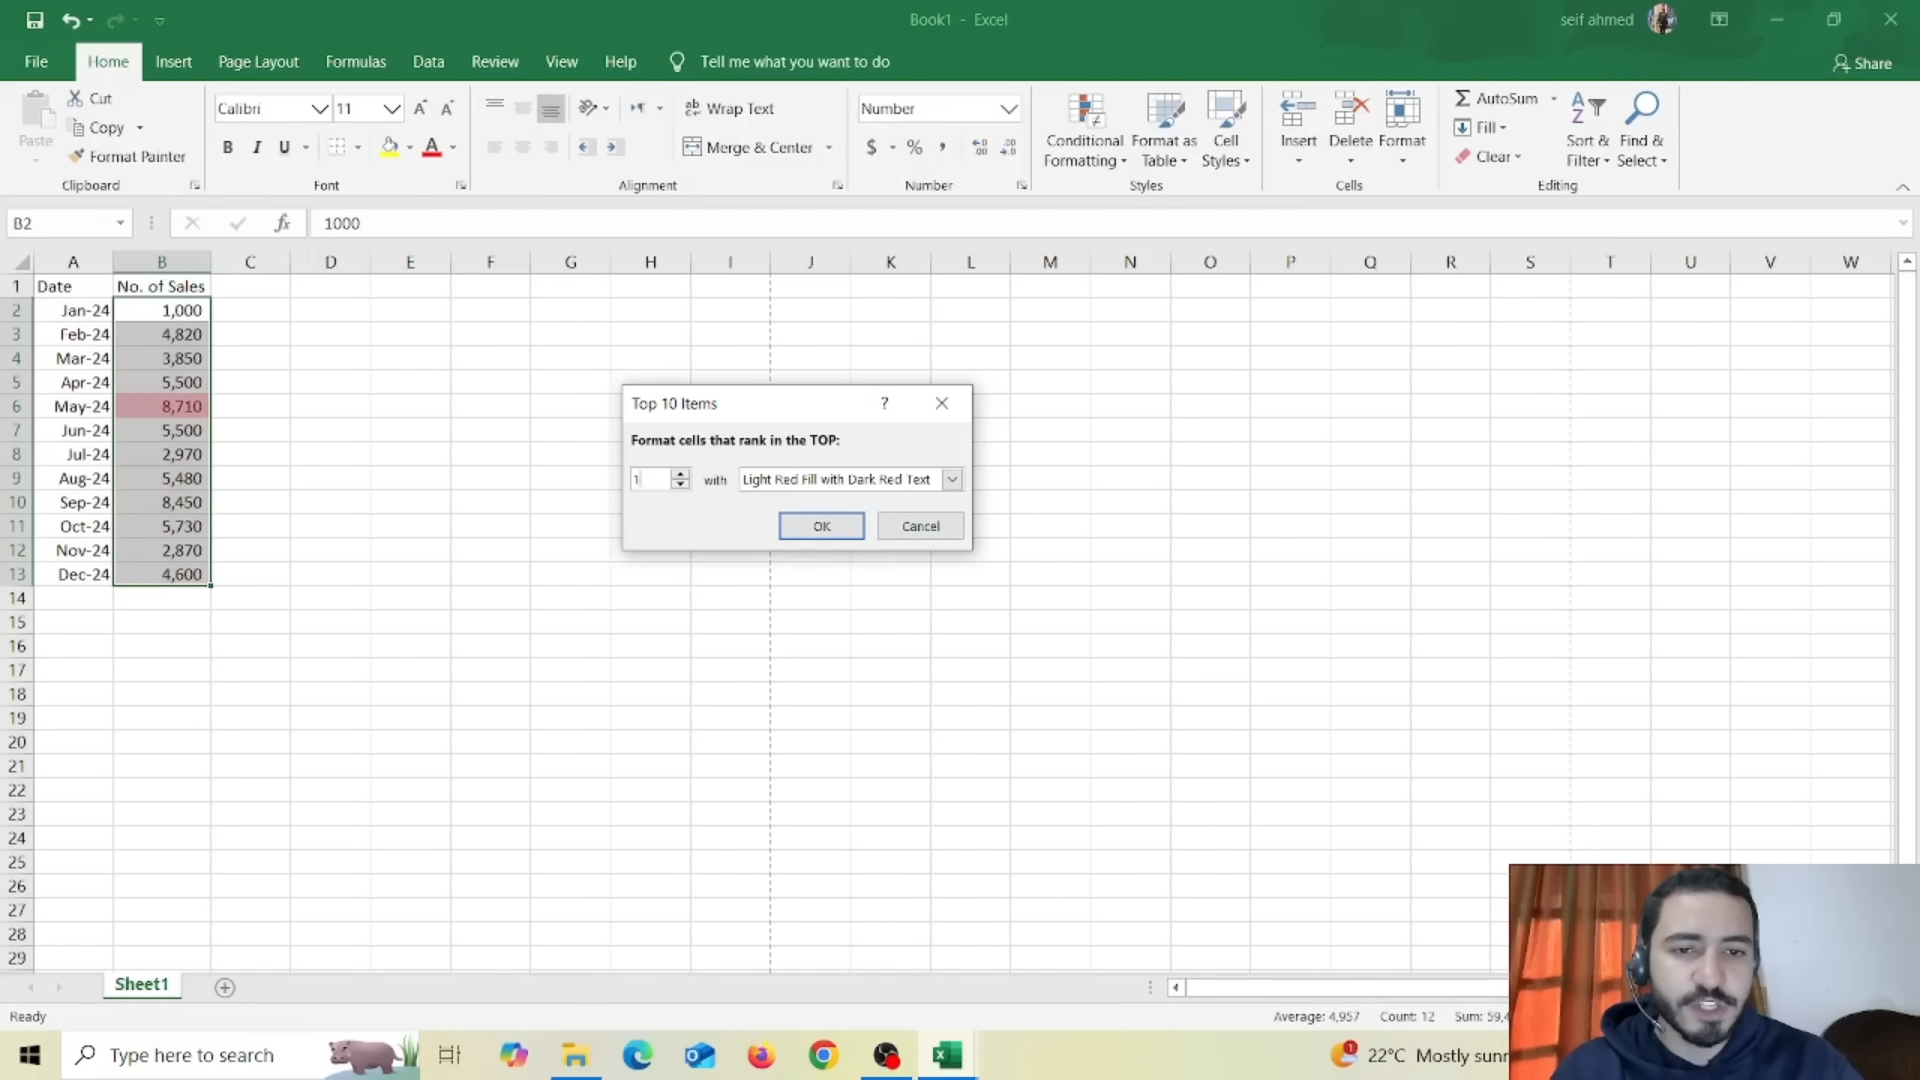 Book1 - Excel
seif ahmed
File Home Insert Page Layout Formulas Data Review View Help Tell me what you want to do Share
Paste
Cut
Copy
Format Painter
Clipboard
Calibri 11
B I U A
Font
ab Wrap Text
Merge & Center
Alignment
Number
$ % ,
Number
Conditional Formatting
Format as Table
Cell Styles
Styles
Insert Delete Format
Cells
AutoSum
Fill
Clear
Sort & Filter
Find & Select
Editing
B2 fx 1000
A B C D E F G H I J K L M N O P Q R S T U V W
1 Date No. of Sales
2 Jan-24 1,000
3 Feb-24 4,820
4 Mar-24 3,850
5 Apr-24 5,500
6 May-24 8,710
7 Jun-24 5,500
8 Jul-24 2,970
9 Aug-24 5,480
10 Sep-24 8,450
11 Oct-24 5,730
12 Nov-24 2,870
13 Dec-24 4,600
14
15
16
17
18
19
20
21
22
23
24
25
26
27
28
29
Top 10 Items ?
Format cells that rank in the TOP:
1 with Light Red Fill with Dark Red Text
OK Cancel
Sheet1
Ready Average: 4,957 Count: 12 Sum: 59,4
Type here to search
1 22°C Mostly sunn